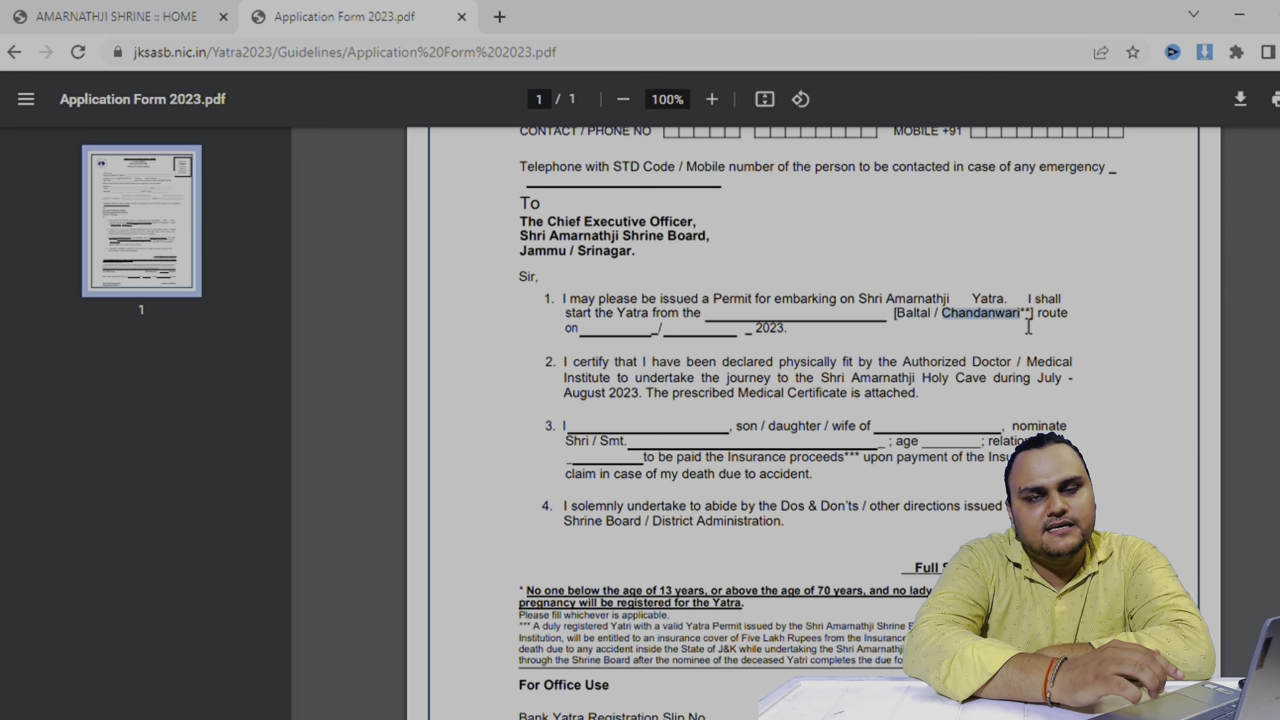 AMARNATHJI SHRINE :: HOME
Application Form 2023.pdf
jksasb.nic.in/Yatra2023/Guidelines/Application%20Form%202023.pdf
Application Form 2023.pdf
1 / 1
100%
1
CONTACT / PHONE NO
MOBILE +91
Telephone with STD Code / Mobile number of the person to be contacted in case of any emergency _
To
The Chief Executive Officer,
Shri Amarnathji Shrine Board,
Jammu / Srinagar.
Sir,
1. I may please be issued a Permit for embarking on Shri Amarnathji Yatra. I shall
start the Yatra from the ____________ [Baltal / Chandanwari**] route
on ________/ ________ _ 2023.
2. I certify that I have been declared physically fit by the Authorized Doctor / Medical
Institute to undertake the journey to the Shri Amarnathji Holy Cave during July -
August 2023. The prescribed Medical Certificate is attached.
3. I____________, son / daughter / wife of ____________, nominate
Shri / Smt. ____________ ; age ________; relation
________to be paid the Insurance proceeds*** upon payment of the
claim in case of my death due to accident.
4. I solemnly undertake to abide by the Dos & Don'ts / other directions issued
Shrine Board / District Administration.
Full
* No one below the age of 13 years, or above the age of 70 years, and no lady
pregnancy will be registered for the Yatra.
Please fill whichever is applicable.
*** A duly registered Yatri with a valid Yatra Permit issued by the Shri Amarnathji Shrine
Institution, will be entitled to an insurance cover of Five Lakh Rupees from the Insurance
death due to any accident inside the State of J&K while undertaking the Shri Amarnathji
through the Shrine Board after the nominee of the deceased Yatri completes the due
For Office Use
Bank Yatra Registration Slip No